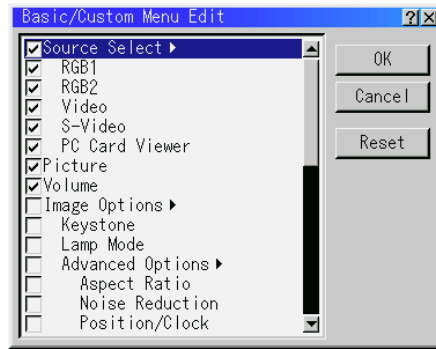 Basic/Custom Menu Edit
Source Select
RGB1
RGB2
Video
S-Video
PC Card Viewer
Picture
Volume
Image Options
Keystone
Lamp Mode
Advanced Options
Aspect Ratio
Noise Reduction
Position/Clock
OK
Cancel
Reset